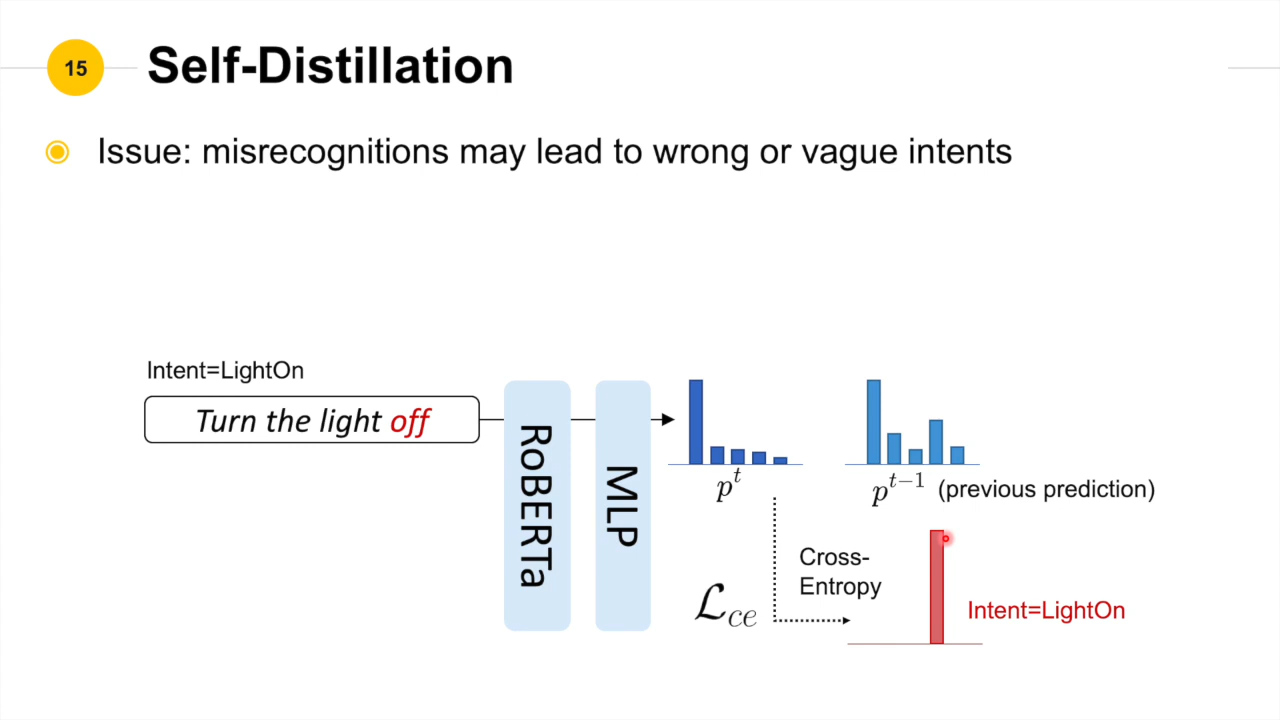 15
Self-Distillation
Issue: misrecognitions may lead to wrong or vague intents
Intent=LightOn
Turn the light off
RoBERTa
MLP
p^t
p^{t-1} (previous prediction)
Cross-
Entropy
ℒ_ce
Intent=LightOn